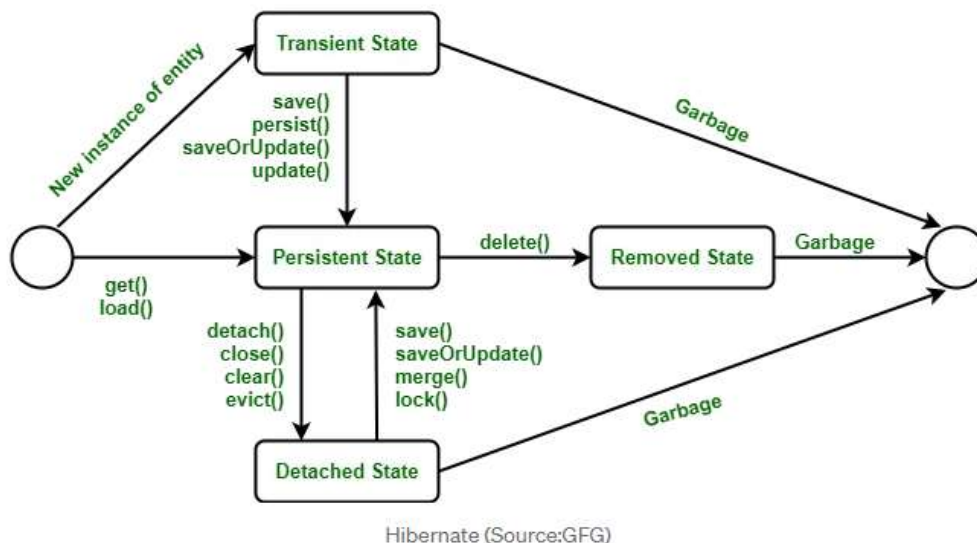 Transient State
New instance of entity
save()
persist()
saveOrUpdate()
update()
Garbage
Persistent State
delete()
Removed State
Garbage
get()
load()
detach()
close()
clear()
evict()
save()
saveOrUpdate()
merge()
lock()
Garbage
Detached State
Hibernate (Source:GFG)